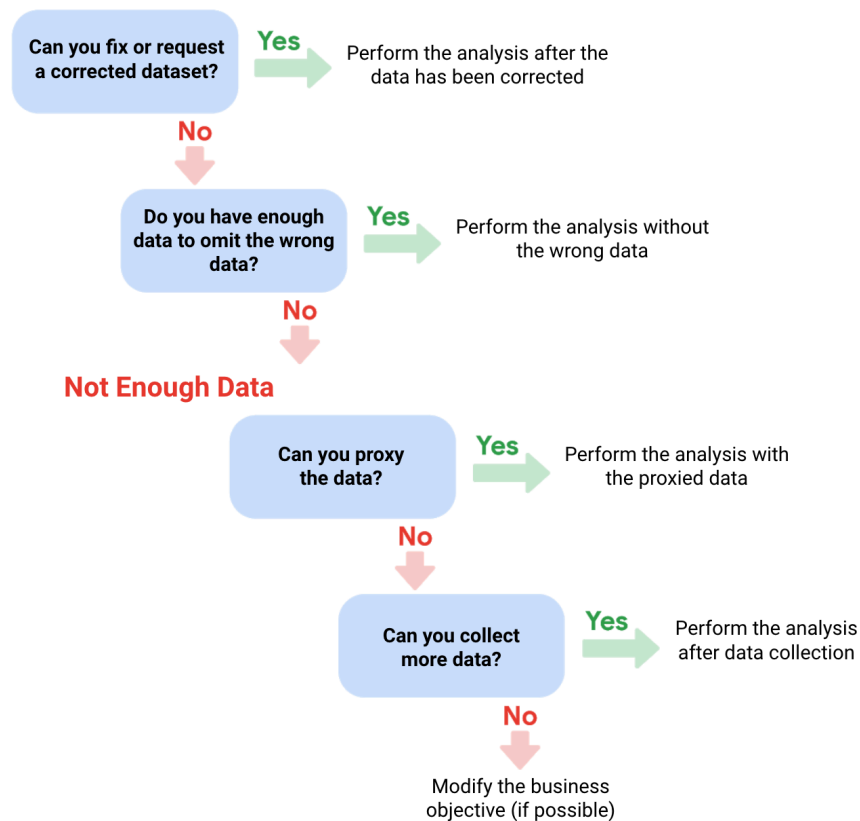 Can you fix or request
a corrected dataset?
Yes
Perform the analysis after the
data has been corrected
No
Do you have enough
data to omit the wrong
data?
Yes
Perform the analysis without
the wrong data
No
Not Enough Data
Can you proxy
the data?
Yes
Perform the analysis with
the proxied data
No
Can you collect
more data?
Yes
Perform the analysis
after data collection
No
Modify the business
objective (if possible)